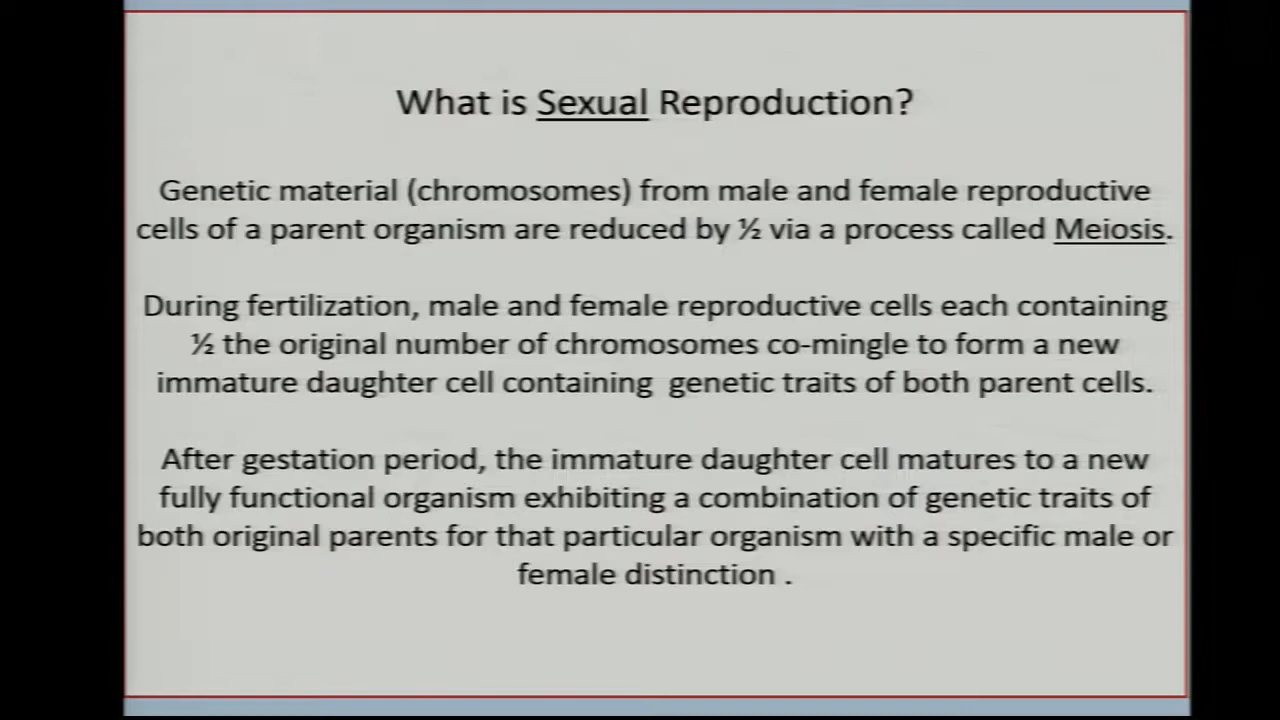 What is Sexual Reproduction?
Genetic material (chromosomes) from male and female reproductive
cells of a parent organism are reduced by ½ via a process called Meiosis.
During fertilization, male and female reproductive cells each containing
½ the original number of chromosomes co-mingle to form a new
immature daughter cell containing  genetic traits of both parent cells.
After gestation period, the immature daughter cell matures to a new
fully functional organism exhibiting a combination of genetic traits of
both original parents for that particular organism with a specific male or
female distinction .